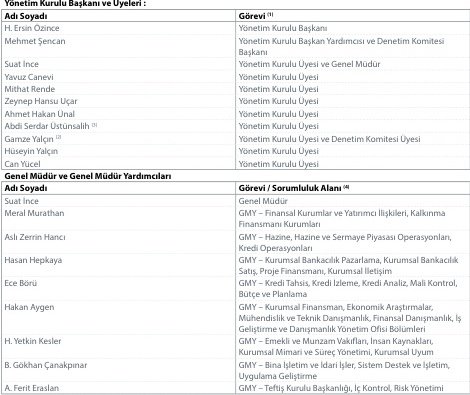 Yönetim Kurulu Başkanı ve Üyeleri :
Adı Soyadı Görevi (1)
H. Ersin Özince Yönetim Kurulu Başkanı
Mehmet Şencan Yönetim Kurulu Başkan Yardımcısı ve Denetim Komitesi
Başkanı
Suat İnce Yönetim Kurulu Üyesi ve Genel Müdür
Yavuz Canevi Yönetim Kurulu Üyesi
Mithat Rende Yönetim Kurulu Üyesi
Zeynep Hansu Uçar Yönetim Kurulu Üyesi
Ahmet Hakan Ünal Yönetim Kurulu Üyesi
Abdi Serdar Üstünsalih Yönetim Kurulu Üyesi
Gamze Yalçın (2) Yönetim Kurulu Üyesi ve Denetim Komitesi Üyesi
Hüseyin Yalçın Yönetim Kurulu Üyesi
Can Yücel Yönetim Kurulu Üyesi
Genel Müdür ve Genel Müdür Yardımcıları
Adı Soyadı Görevi / Sorumluluk Alanı (4)
Suat İnce Genel Müdür
Meral Murathan GMY – Finansal Kurumlar ve Yatırımcı İlişkileri, Kalkınma
Finansmanı Kurumları
Aslı Zerrin Hancı GMY – Hazine, Hazine ve Sermaye Piyasası Operasyonları,
Kredi Operasyonları
Hasan Hepkaya GMY – Kurumsal Bankacılık Pazarlama, Kurumsal Bankacılık
Satış, Proje Finansmanı, Kurumsal İletişim
Ece Börü GMY – Kredi Tahsis, Kredi İzleme, Kredi Analiz, Mali Kontrol,
Bütçe ve Planlama
Hakan Aygen GMY – Kurumsal Finansman, Ekonomik Araştırmalar,
Mühendislik ve Teknik Danışmanlık, Finansal Danışmanlık, İş
Geliştirme ve Danışmanlık Yönetim Ofisi Bölümleri
H. Yetkin Kesler GMY – Emekli ve Munzam Vakıfları, İnsan Kaynakları,
Kurumsal Mimari ve Süreç Yönetimi, Kurumsal Uyum
B. Gökhan Çanakpınar GMY – Bina İşletim ve İdari İşler, Sistem Destek ve İşletim,
Uygulama Geliştirme
A. Ferit Eraslan GMY – Teftiş Kurulu Başkanlığı, İç Kontrol, Risk Yönetimi